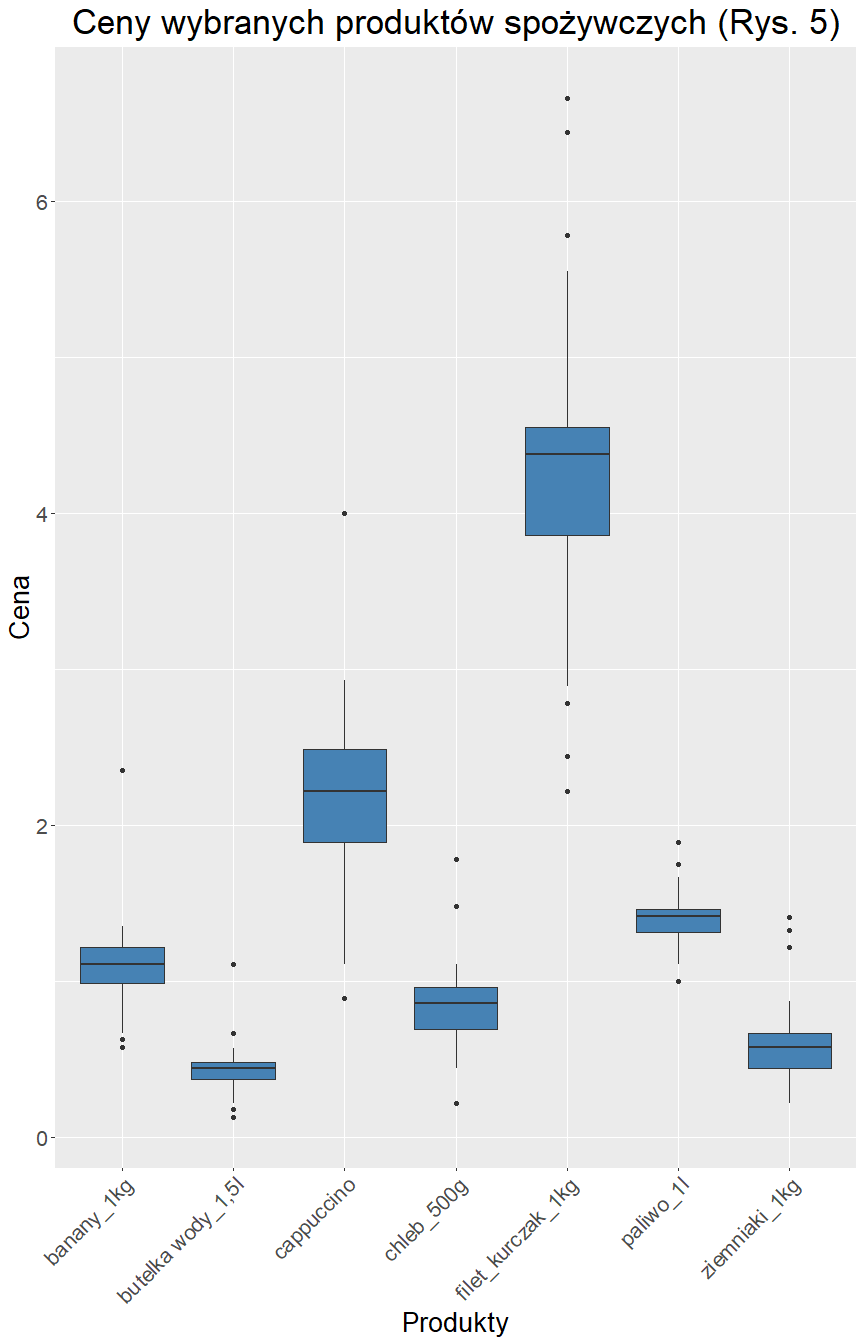 Ceny wybranych produktów spożywczych (Rys. 5)
6
4
2
0
Cena
banany_1kg
butelka wody_1,5l
cappuccino
chleb_500g
filet_kurczak_1kg
paliwo_1l
ziemniaki_1kg
Produkty